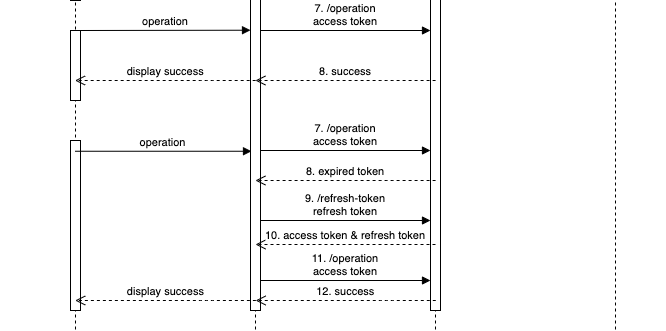 7. /operation
operation
access token
display success
8. success
7. /operation
operation
access token
8. expired token
9. /refresh-token
refresh token
10. access token & refresh token
11. /operation
access token
display success
12. success